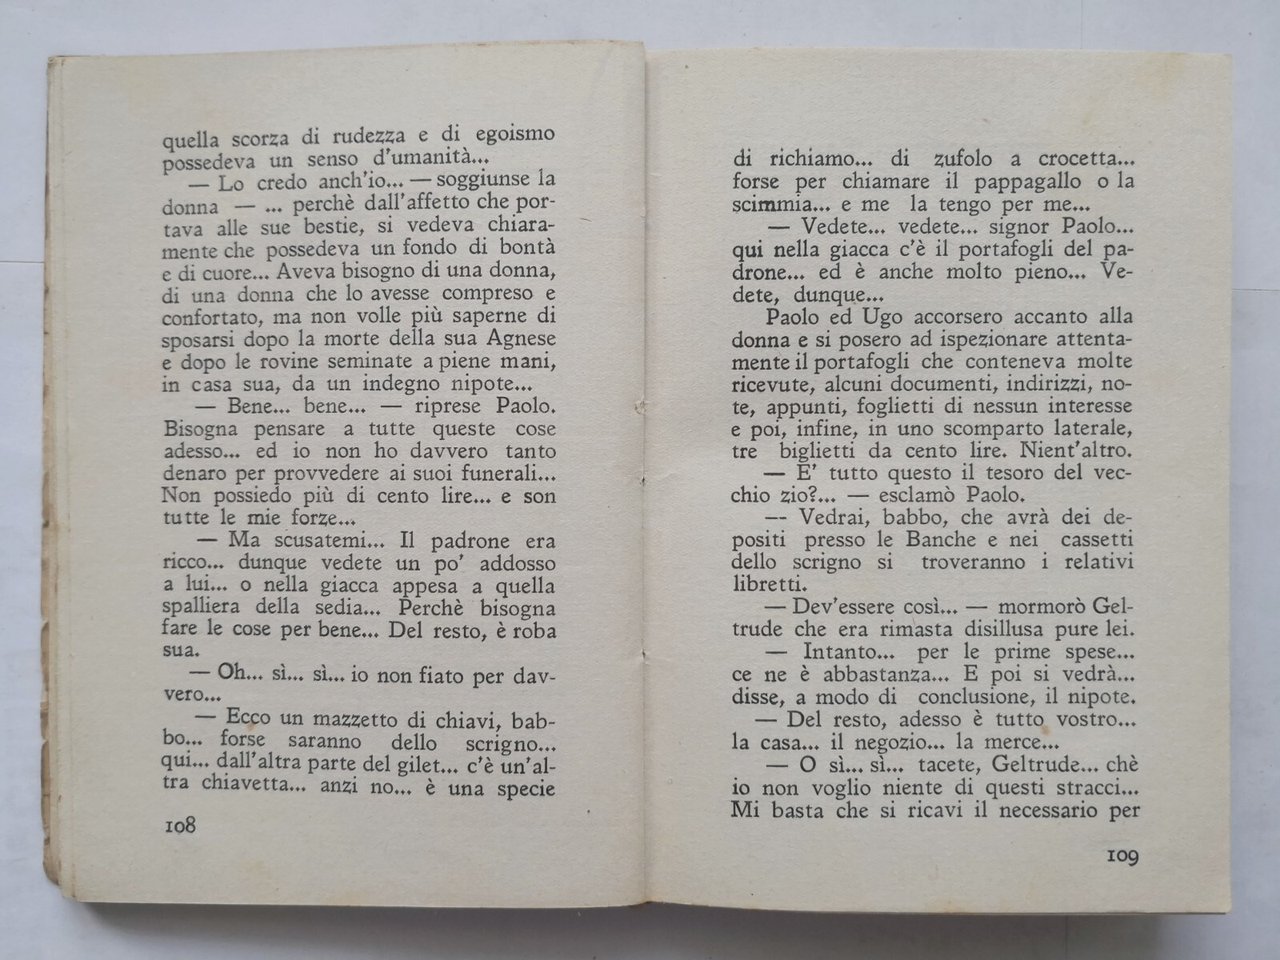 quella scorza di rudezza e di egoismo
possedeva un senso d'umanità...
— Lo credo anch'io... — soggiunse la
donna — ... perchè dall'affetto che por-
tava alle sue bestie, si vedeva chiara-
mente che possedeva un fondo di bontà
e di cuore... Aveva bisogno di una donna,
di una donna che lo avesse compreso e
confortato, ma non volle più saperne di
sposarsi dopo la morte della sua Agnese
e dopo le rovine seminate a piene mani,
in casa sua, da un indegno nipote...
— Bene... bene... — riprese Paolo.
Bisogna pensare a tutte queste cose
adesso... ed io non ho davvero tanto
denaro per provvedere ai suoi funerali...
Non possiedo più di cento lire... e son
tutte le mie forze...
— Ma scusatemi... Il padrone era
ricco... dunque vedete un po' addosso
a lui... o nella giacca appesa a quella
spalliera della sedia... Perchè bisogna
fare le cose per bene... Del resto, è roba
sua.
— Oh... sì... sì... io non fiato per dav-
vero...
— Ecco un mazzetto di chiavi, bab-
bo... forse saranno dello scrigno...
qui... dall'altra parte del gilet... c'è un'al-
tra chiavetta... anzi no... è una specie
108
di richiamo... di zufolo a crocetta...
forse per chiamare il pappagallo o la
scimmia... e me la tengo per me...
— Vedete... vedete... signor Paolo...
qui nella giacca c'è il portafogli del pa-
drone... ed è anche molto pieno... Ve-
dete, dunque...
Paolo ed Ugo accorsero accanto alla
donna e si posero ad ispezionare attenta-
mente il portafogli che conteneva molte
ricevute, alcuni documenti, indirizzi, no-
te, appunti, foglietti di nessun interesse
e poi, infine, in uno scomparto laterale,
tre biglietti da cento lire. Nient'altro.
— E' tutto questo il tesoro del vec-
chio zio?... — esclamò Paolo.
— Vedrai, babbo, che avrà dei de-
positi presso le Banche e nei cassetti
dello scrigno si troveranno i relativi
libretti.
— Dev'essere così... — mormorò Gel-
trude che era rimasta disillusa pure lei.
— Intanto... per le prime spese...
ce ne è abbastanza... E poi si vedrà...
disse, a modo di conclusione, il nipote.
— Del resto, adesso è tutto vostro...
la casa... il negozio... la merce...
— O sì... sì... tacete, Geltrude... chè
io non voglio niente di questi stracci...
Mi basta che si ricavi il necessario per
109